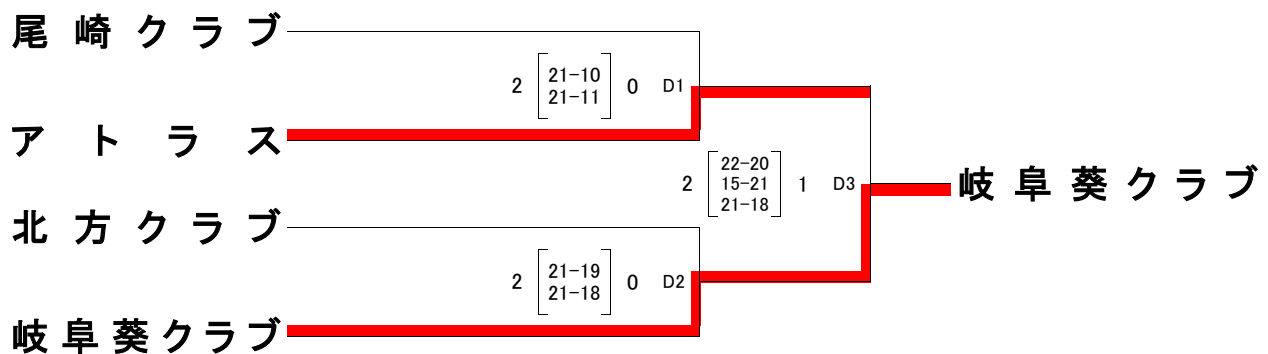 尾崎クラブ
2 21-10 0 D1
21-11
アトラス
22-20
2 15-21 1 D3
21-18
岐阜葵クラブ
北方クラブ
2 21-19 0 D2
21-18
岐阜葵クラブ